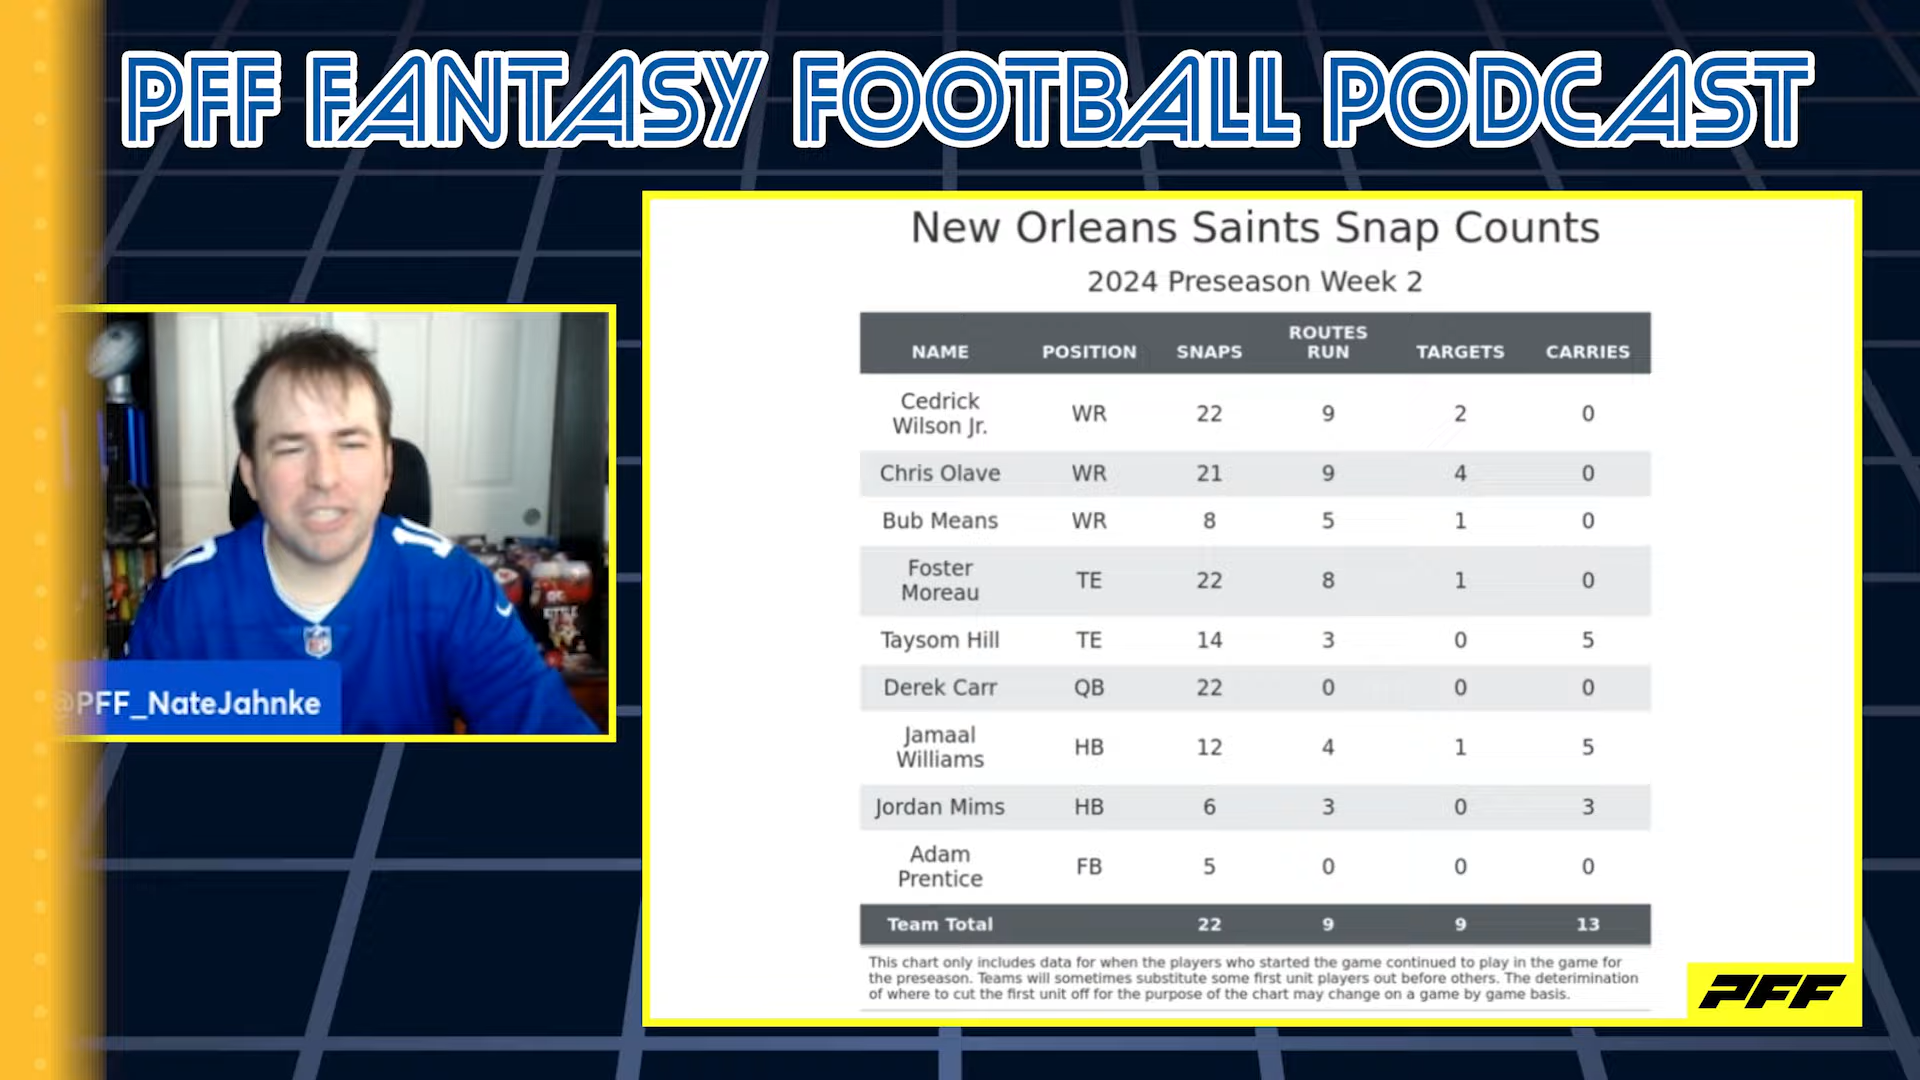 PFF FANTASY FOOTBALL PODCAST
@PFF_NateJahnke
New Orleans Saints Snap Counts
2024 Preseason Week 2
NAME POSITION SNAPS ROUTES RUN TARGETS CARRIES
Cedrick Wilson Jr. WR 22 9 2 0
Chris Olave WR 21 9 4 0
Bub Means WR 8 5 1 0
Foster Moreau TE 22 8 1 0
Taysom Hill TE 14 3 0 5
Derek Carr QB 22 0 0 0
Jamaal Williams HB 12 4 1 5
Jordan Mims HB 6 3 0 3
Adam Prentice FB 5 0 0 0
Team Total 22 9 9 13
This chart only includes data for when the players who started the game continued to play in the game for
the preseason. Teams will sometimes substitute some first unit players out before others. The determination
of where to cut the first unit off for the purpose of the chart may change on a game by game basis.
PFF